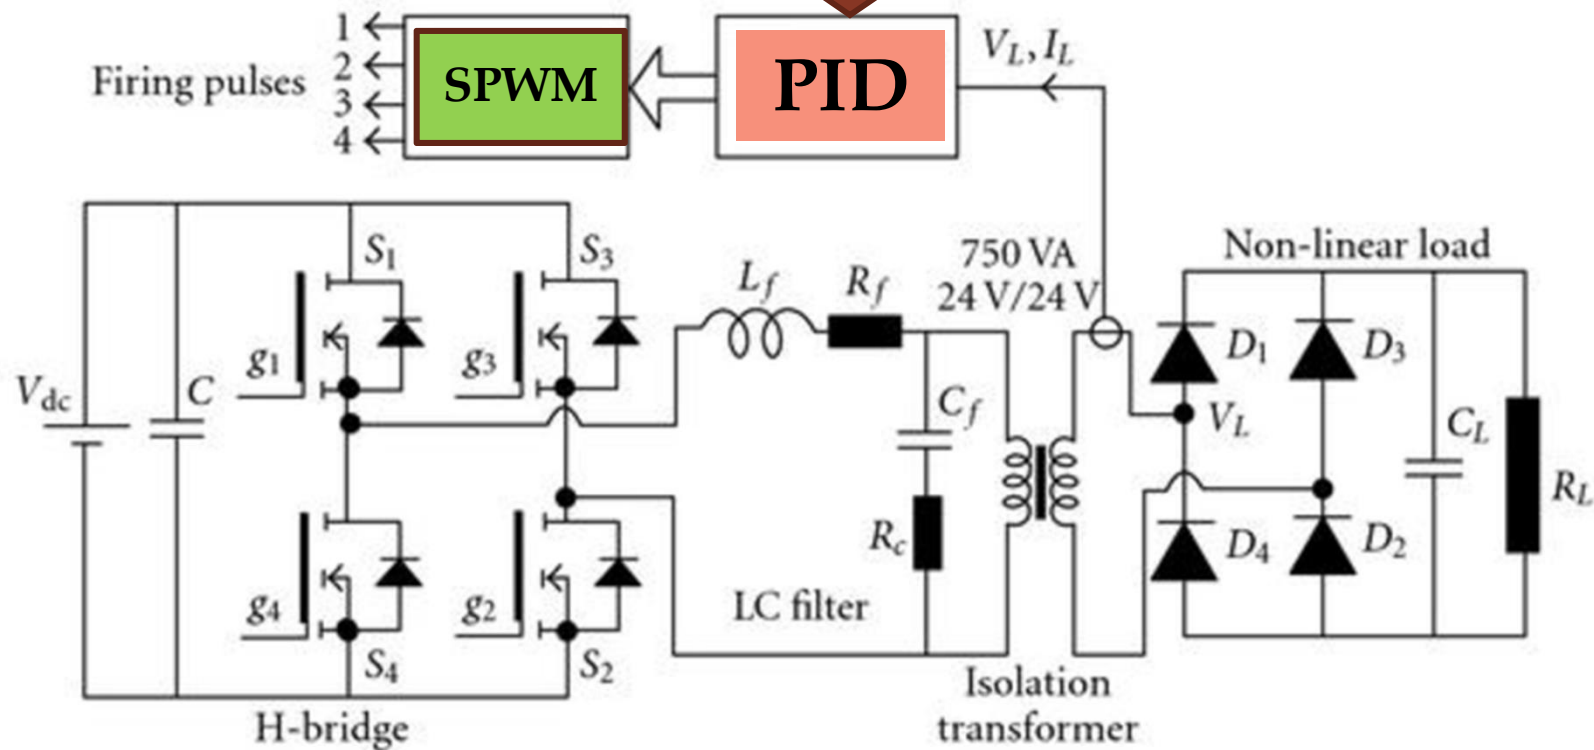 1
Firing pulses
2
3
4
SPWM
PID
V_L, I_L
S_1
S_3
750 VA
24 V/24 V
Non-linear load
L_f
R_f
g_1
g_3
D_1
D_3
V_dc
C
C_f
V_L
C_L
R_L
R_c
D_4
D_2
g_4
g_2
LC filter
S_4
S_2
Isolation
transformer
H-bridge